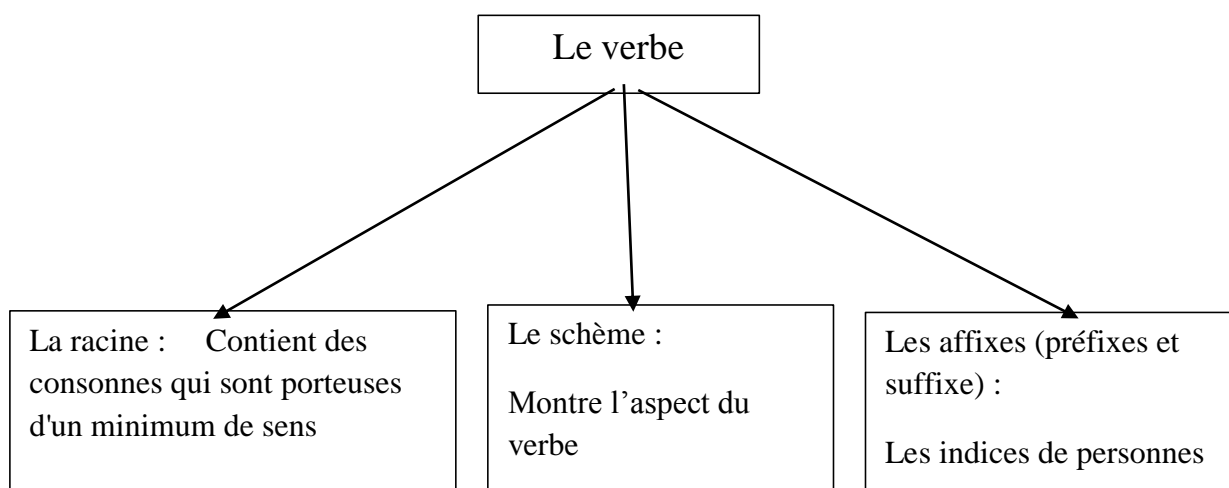 Le verbe
La racine : Contient des
consonnes qui sont porteuses
d'un minimum de sens
Le schème :
Montre l’aspect du
verbe
Les affixes (préfixes et
suffixe) :
Les indices de personnes